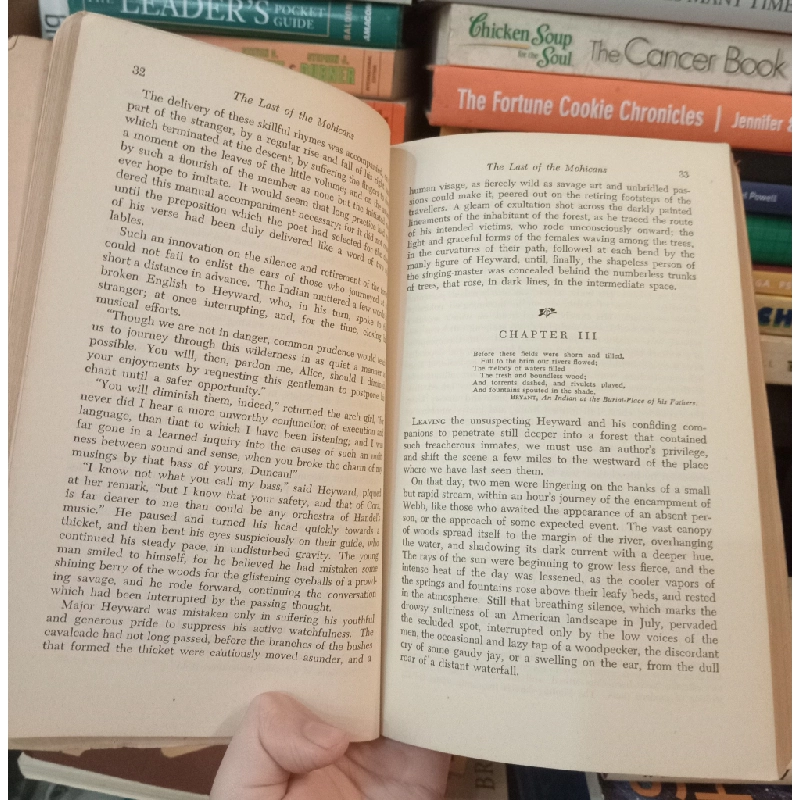 LEADER'S POCKET
GUIDE
BALDONI
AMACOM
Chicken Soup
for the
Soul
The Cancer Book
The Fortune Cookie Chronicles | Jennifer 8
Powell
32
The Last of the Mohicans
The delivery of these skillful rhymes was accompanied,
part of the stranger, by a regular rise and fall of his
which terminated at the descent, by suffering the fingers to
a moment on the leaves of the little volume; and
by such a flourish of the member as none but the initiated
ever hope to imitate. It would seem that long practice had
dered this manual accompaniment necessary; for it did not
until the preposition which the poet had selected for the
of his verse had been duly delivered like a word of two
lables.
Such an innovation on the silence and retirement of the forest
could not fail to enlist the ears of those who journeyed at
short a distance in advance. The Indian muttered a few words
broken English to Heyward, who, in his turn, spoke to
stranger; at once interrupting, and, for the time, closing his
musical efforts.
"Though we are not in danger, common prudence would teach
us to journey through this wilderness in as quiet a manner as
possible. You will, then, pardon me, Alice, should I diminish
your enjoyments by requesting this gentleman to postpone his
chant until a safer opportunity."
"You will diminish them, indeed," returned the arch girl, "for
never did I hear a more unworthy conjunction of execution and
language, than that to which I have been listening; and I was
far gone in a learned inquiry into the causes of such an unfit-
ness between sound and sense, when you broke the charm of my
musings by that bass of yours, Duncan!"
"I know not what you call my bass," said Heyward, piqued
at her remark, "but I know that your safety, and that of Cora,
is far dearer to me than could be any orchestra of Handel's
music." He paused and turned his head quickly towards a
thicket, and then bent his eyes suspiciously on their guide, who
continued his steady pace, in undisturbed gravity. The young
man smiled to himself, for he believed he had mistaken some
shining berry of the woods for the glistening eyeballs of a prowl-
ing savage, and he rode forward, continuing the conversation
which had been interrupted by the passing thought.
Major Heyward was mistaken only in suffering his youthful
and generous pride to suppress his active watchfulness. The
cavalcade had not long passed, before the branches of the bushes
that formed the thicket were cautiously moved asunder, and a
The Last of the Mohicans
33
human visage, as fiercely wild as savage art and unbridled pas-
sions could make it, peered out on the retiring footsteps of the
travellers. A gleam of exultation shot across the darkly painted
lineaments of the inhabitant of the forest, as he traced the route
of his intended victims, who rode unconsciously onward; the
light and graceful forms of the females waving among the trees,
in the curvatures of their path, followed at each bend by the
manly figure of Heyward, until, finally, the shapeless person of
the singing-master was concealed behind the numberless trunks
of trees, that rose, in dark lines, in the intermediate space.
CHAPTER III
Before these fields were shorn and tilled,
Full to the brim our rivers flowed;
The melody of waters filled
The fresh and boundless wood;
And torrents dashed, and rivulets played,
And fountains spouted in the shade.
BRYANT, An Indian at the Burial-Place of his Fathers.
LEAVING the unsuspecting Heyward and his confiding com-
panions to penetrate still deeper into a forest that contained
such treacherous inmates, we must use an author's privilege,
and shift the scene a few miles to the westward of the place
where we have last seen them.
On that day, two men were lingering on the banks of a small
but rapid stream, within an hour's journey of the encampment of
Webb, like those who awaited the appearance of an absent per-
son, or the approach of some expected event. The vast canopy
of woods spread itself to the margin of the river, overhanging
the water, and shadowing its dark current with a deeper hue.
The rays of the sun were beginning to grow less fierce, and the
intense heat of the day was lessened, as the cooler vapors of
the springs and fountains rose above their leafy beds, and rested
in the atmosphere. Still that breathing silence, which marks the
drowsy sultriness of an American landscape in July, pervaded
the secluded spot, interrupted only by the low voices of the
men, the occasional and lazy tap of a woodpecker, the discordant
cry of some gaudy jay, or a swelling on the ear, from the dull
roar of a distant waterfall.